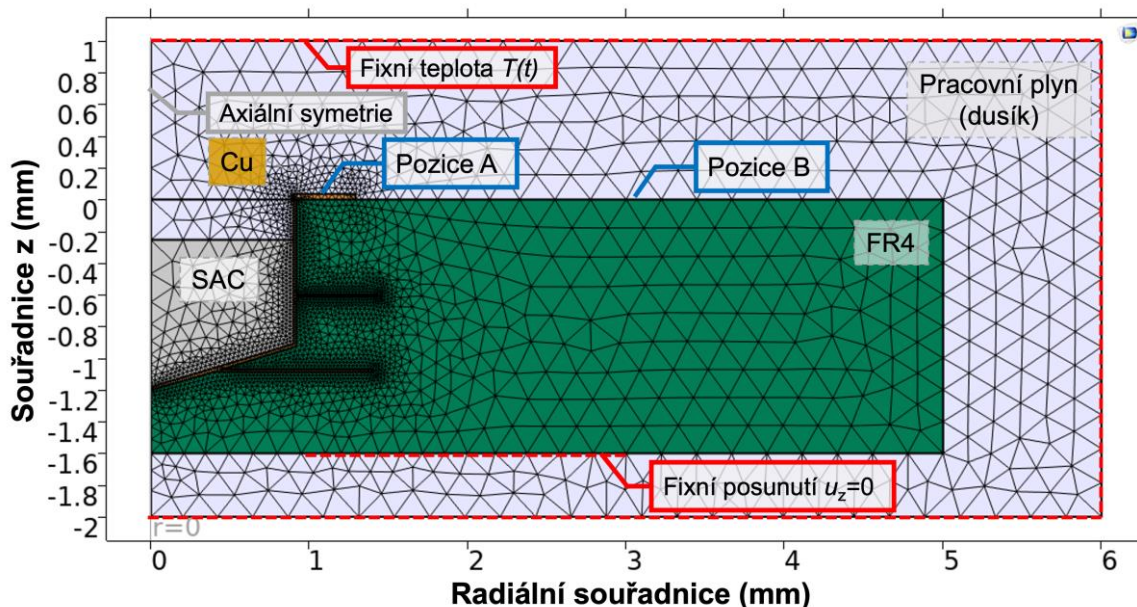 1
0.8
0.6
0.4
0.2
0
-0.2
-0.4
-0.6
-0.8
-1
-1.2
-1.4
-1.6
-1.8
-2
Souřadnice z (mm)
Fixní teplota T(t)
Axiální symetrie
Pracovní plyn
(dusík)
Cu
Pozice A
Pozice B
SAC
FR4
Fixní posunutí uz=0
r=0
0
1
2
3
4
5
6
Radiální souřadnice (mm)